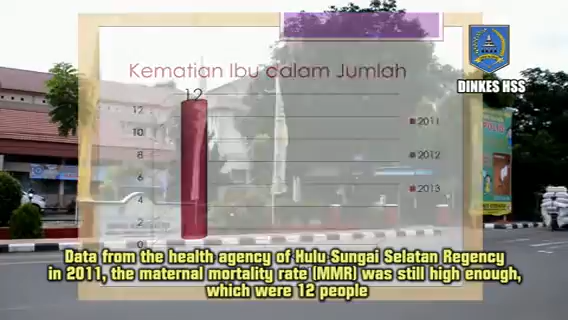 Kematian Ibu dalam Jumlah
12
12
10
8
6
4
2
0
2011
2012
2013
DINKES HSS
Data from the health agency of Hulu Sungai Selatan Regency
in 2011, the maternal mortality rate (MMR) was still high enough,
which were 12 people